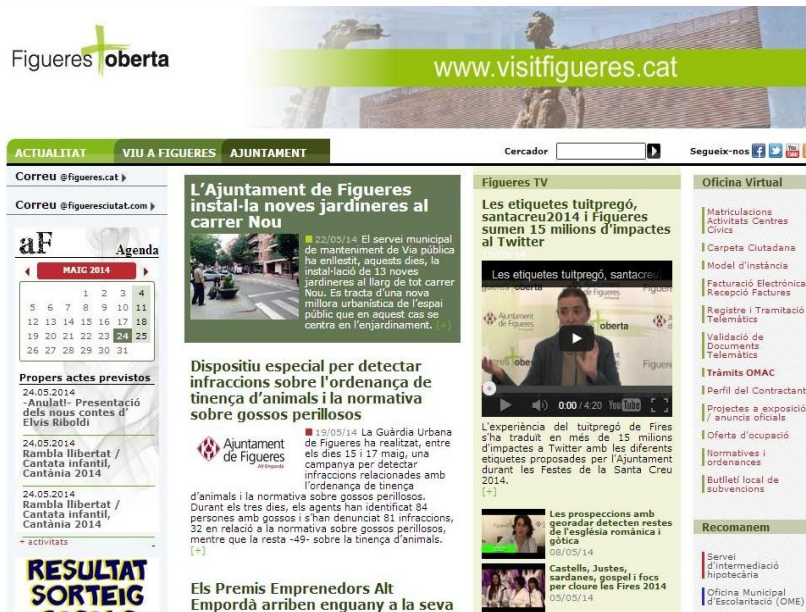 Figueres oberta
www.visitfigueres.cat
ACTUALITAT
VIU A FIGUERES
AJUNTAMENT
Cercador
Segueix-nos
Correu @figueres.cat
Correu @figueresciutat.com
aF Agenda
MAIG 2014
1 2 3 4
5 6 7 8 9 10 11
12 13 14 15 16 17 18
19 20 21 22 23 24 25
26 27 28 29 30 31
Propers actes previstos
24.05.2014
-Anulat!- Presentació
dels nous contes d'
Elvis Riboldi
24.05.2014
Rambla llibertat /
Cantata infantil,
Cantània 2014
24.05.2014
Rambla llibertat /
Cantata infantil,
Cantània 2014
+ activitats
RESULTAT
SORTEIG
L'Ajuntament de Figueres
instal·la noves jardineres al
carrer Nou
22/05/14 El servei municipal
de manteniment de Via pública
ha enllestit, aquests dies, la
instal·lació de 13 noves
jardineres al llarg de tot carrer
Nou. Es tracta d'una nova
millora urbanística de l'espai
públic que en aquest cas se
centra en l'enjardinament. [+]
Dispositiu especial per detectar
infraccions sobre l'ordenança de
tinença d'animals i la normativa
sobre gossos perillosos
Ajuntament
de Figueres
Alt Empordà
19/05/14 La Guàrdia Urbana
de Figueres ha realitzat, entre
els dies 15 i 17 maig, una
campanya per detectar
infraccions relacionades amb
l'ordenança de tinença
d'animals i la normativa sobre gossos perillosos.
Durant els tres dies, els agents han identificat 84
persones amb gossos i s'han denunciat 81 infraccions,
32 en relació a la normativa sobre gossos perillosos,
mentre que la resta -49- sobre la tinença d'animals.
[+]
Els Premis Emprenedors Alt
Empordà arriben enguany a la seva
Figueres TV
Les etiquetes tuitpregó,
santacreu2014 i Figueres
sumen 15 milions d'impactes
al Twitter
Les etiquetes tuitpregó, santacreu
Ajuntament
de Figueres
oberta
0:00 / 4:20 YouTube
L'experiència del tuitpregó de Fires
s'ha traduït en més de 15 milions
d'impactes a Twitter amb les diferents
etiquetes proposades per l'Ajuntament
durant les Festes de la Santa Creu
2014.
[+]
Les prospeccions amb
georadar detecten restes
de l'església romànica i
gòtica
08/05/14
Castells, Justes,
sardanes, gospel i focs
per cloure les Fires 2014
05/05/14
Oficina Virtual
Matriculacions
Activitats Centres
Cívics
Carpeta Ciutadana
Model d'instància
Facturació Electrònica
Recepció Factures
Registre i Tramitació
Telemàtics
Validació de
Documents
Telemàtics
Tràmits OMAC
Perfil del Contractant
Projectes a exposició
/ anuncis oficials
Oferta d'ocupació
Normatives i
ordenances
Butlletí local de
subvencions
Recomanem
Servei
d'intermediació
hipotecària
Oficina Municipal
d'Escolarització (OME)